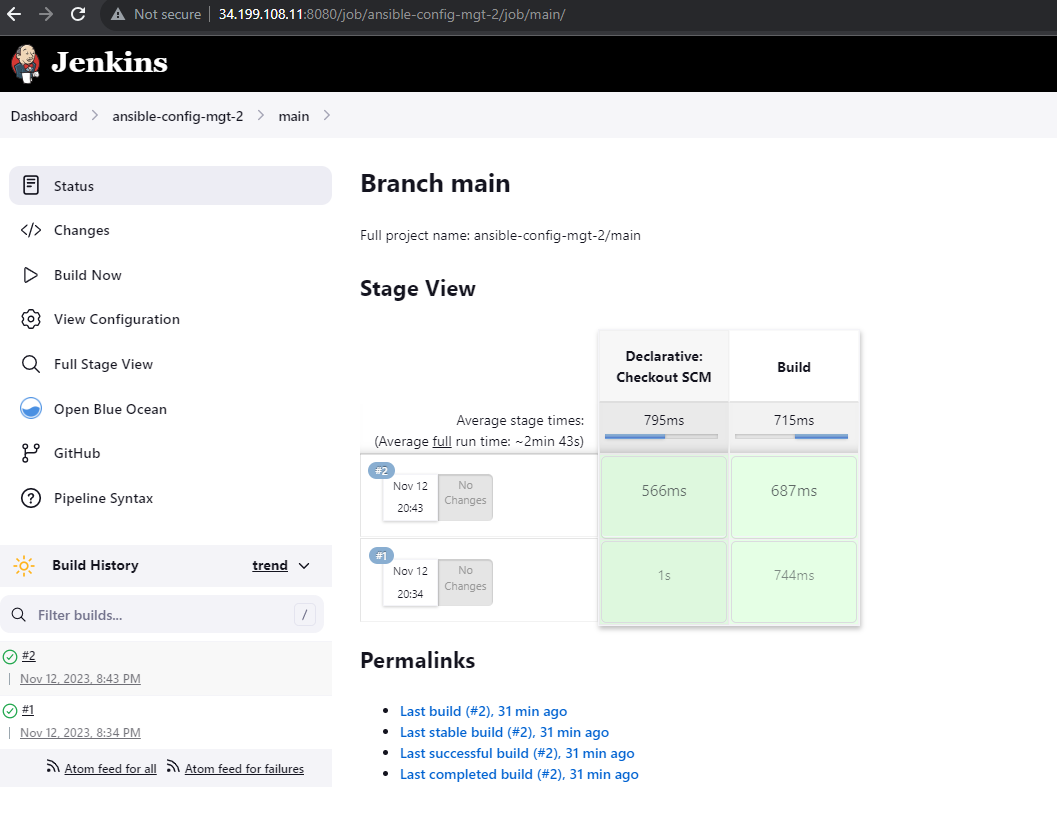 Not secure 34.199.108.11:8080/job/ansible-config-mgt-2/job/main/
Jenkins
Dashboard ansible-config-mgt-2 main
Status
Changes
Build Now
View Configuration
Full Stage View
Open Blue Ocean
GitHub
Pipeline Syntax
Build History trend
Filter builds... /
#2
Nov 12, 2023, 8:43 PM
#1
Nov 12, 2023, 8:34 PM
Atom feed for all Atom feed for failures
Branch main
Full project name: ansible-config-mgt-2/main
Stage View
Declarative:
Checkout SCM
Build
Average stage times:
(Average full run time: ~2min 43s)
795ms
715ms
#2
Nov 12
20:43
No
Changes
566ms
687ms
#1
Nov 12
20:34
No
Changes
1s
744ms
Permalinks
Last build (#2), 31 min ago
Last stable build (#2), 31 min ago
Last successful build (#2), 31 min ago
Last completed build (#2), 31 min ago